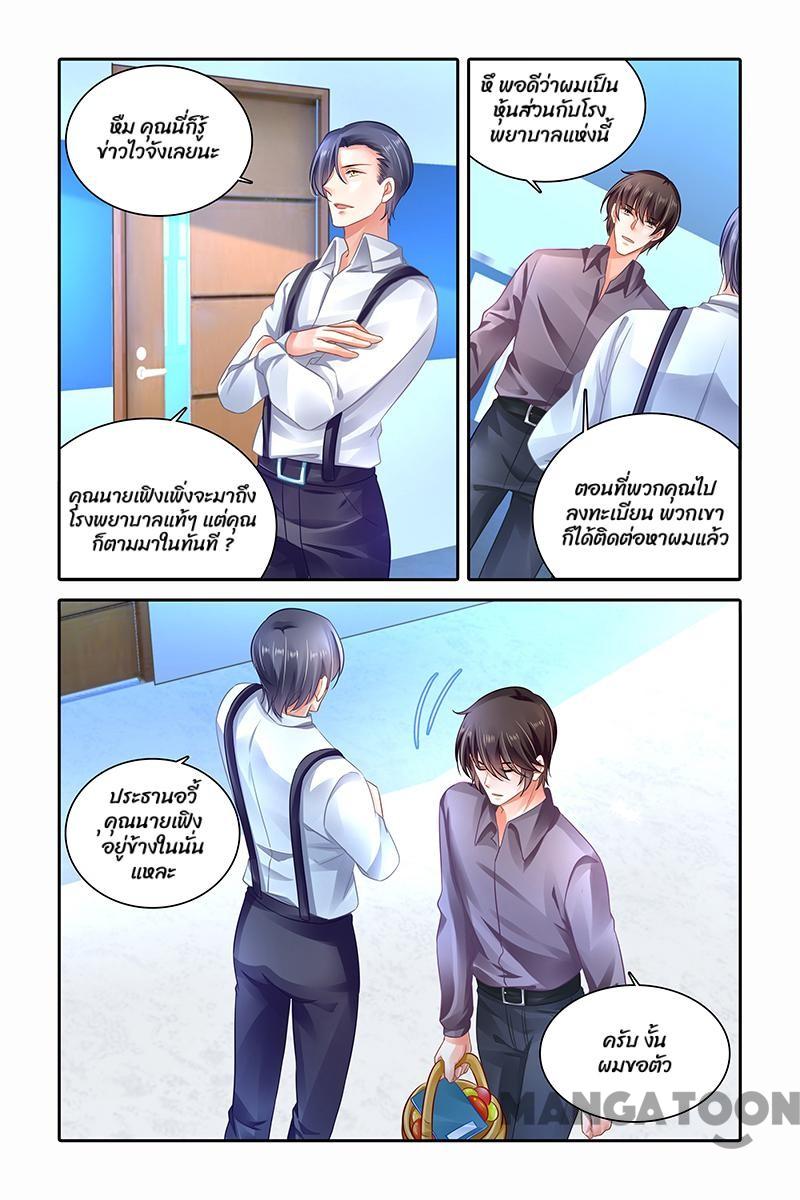 หืม คุณนี่ก็รู้
ข่าวไวจังเลยนะ
คุณนายเฟิงเพิ่งจะมาถึง
โรงพยาบาลแท้ๆ แต่คุณ
ก็ตามมาในทันที ?
หึ พอดีว่าผมเป็น
หุ้นส่วนกับโรง
พยาบาลแห่งนี้
ตอนที่พวกคุณไป
ลงทะเบียน พวกเขา
ก็ได้ติดต่อหาผมแล้ว
ประธานอวี้
คุณนายเฟิง
อยู่ข้างในนั่น
แหละ
ครับ งั้น
ผมขอตัว
MANGATOON